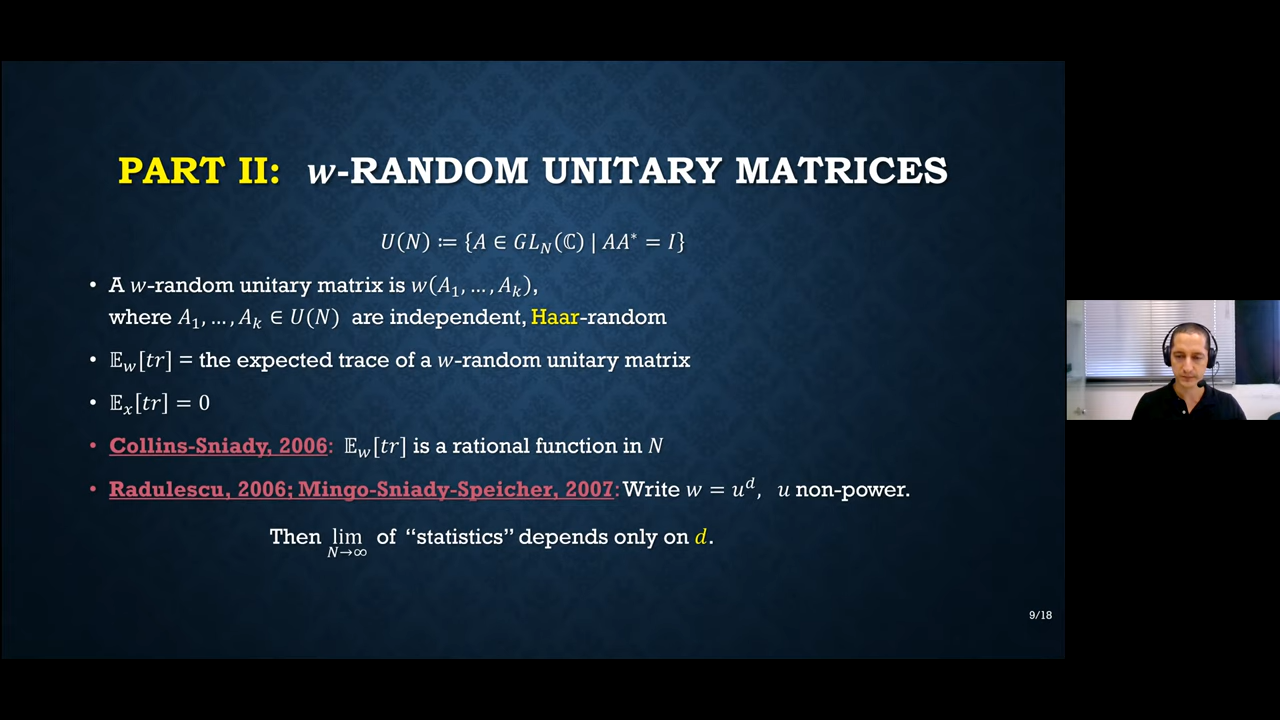 PART II: w-RANDOM UNITARY MATRICES
U(N) ≔ {A ∈ GL_N(ℂ) | AA* = I}
• A w-random unitary matrix is w(A₁, … , A_k),
where A₁, … , A_k ∈ U(N) are independent, Haar-random
• 𝔼_w[tr] = the expected trace of a w-random unitary matrix
• 𝔼_x[tr] = 0
• Collins-Sniady, 2006: 𝔼_w[tr] is a rational function in N
• Radulescu, 2006; Mingo-Sniady-Speicher, 2007: Write w = u^d, u non-power.
Then lim_{N→∞} of “statistics” depends only on d.
9/18